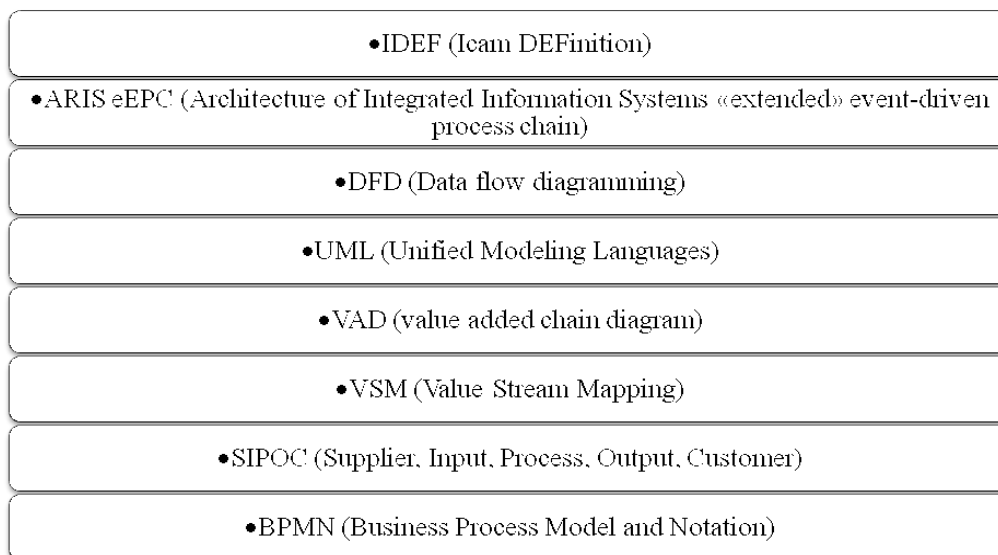 •IDEF (Icam DEFinition)
•ARIS eEPC (Architecture of Integrated Information Systems «extended» event-driven
process chain)
•DFD (Data flow diagramming)
•UML (Unified Modeling Languages)
•VAD (value added chain diagram)
•VSM (Value Stream Mapping)
•SIPOC (Supplier, Input, Process, Output, Customer)
•BPMN (Business Process Model and Notation)